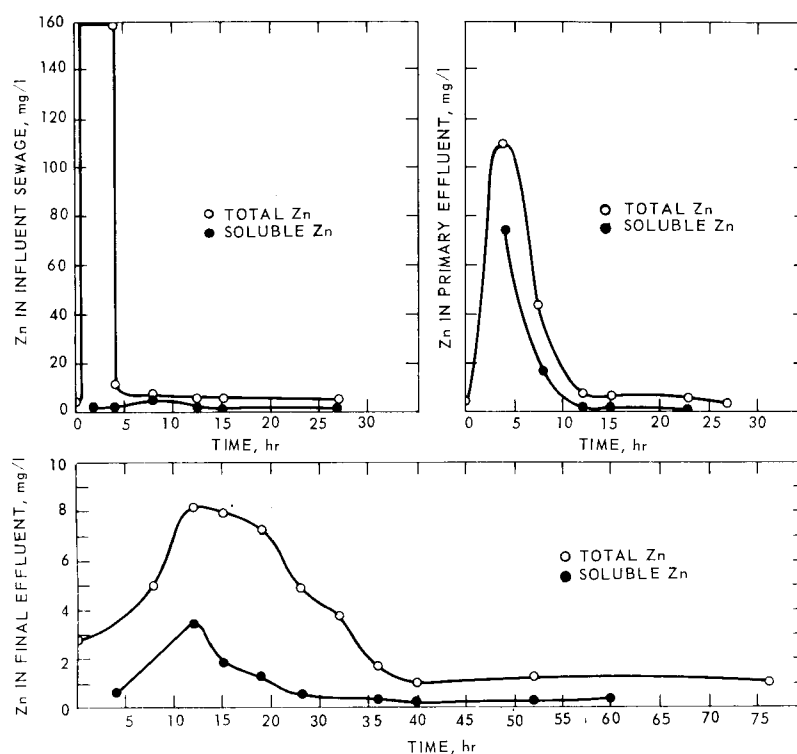 Zn IN INFLUENT SEWAGE, mg/l
160
140
120
100
80
60
40
20
0
0 5 10 15 20 25 30
TIME, hr
○ TOTAL Zn
● SOLUBLE Zn
Zn IN PRIMARY EFFLUENT, mg/l
0 5 10 15 20 25 30
TIME, hr
○ TOTAL Zn
● SOLUBLE Zn
Zn IN FINAL EFFLUENT, mg/l
10
8
6
4
2
0
5 10 15 20 25 30 35 40 45 50 55 60 65 70 75
TIME, hr
○ TOTAL Zn
● SOLUBLE Zn